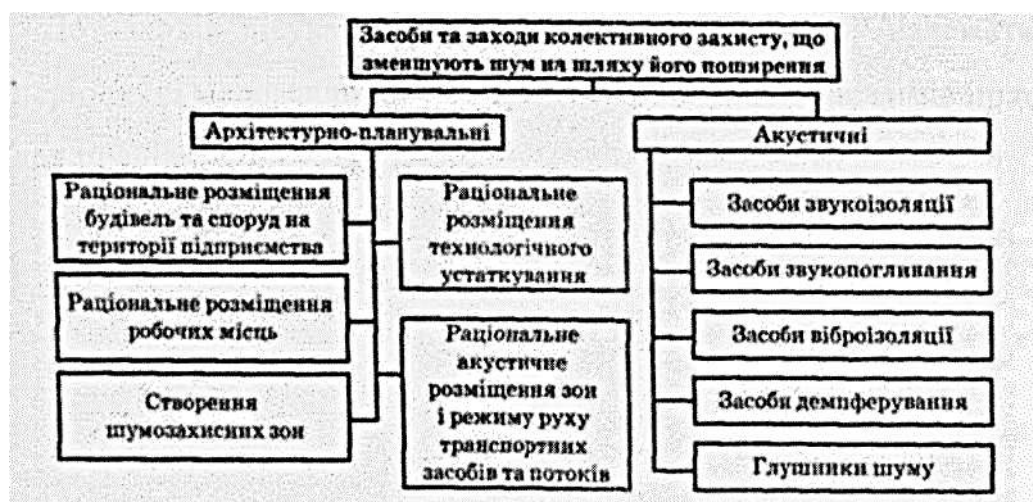 Засоби та заходи колективного захисту, що
зменшують шум на шляху його поширення
Архітектурно-планувальні
Акустичні
Раціональне розміщення
будівель та споруд на
території підприємства
Раціональне розміщення
робочих місць
Створення
шумозахисних зон
Раціональне
розміщення
технологічного
устаткування
Раціональне
акустичне
розміщення зон
і режиму руху
транспортних
засобів та потоків
Засоби звукоізоляції
Засоби звукопоглинання
Засоби віброізоляції
Засоби демпферування
Глушники шуму